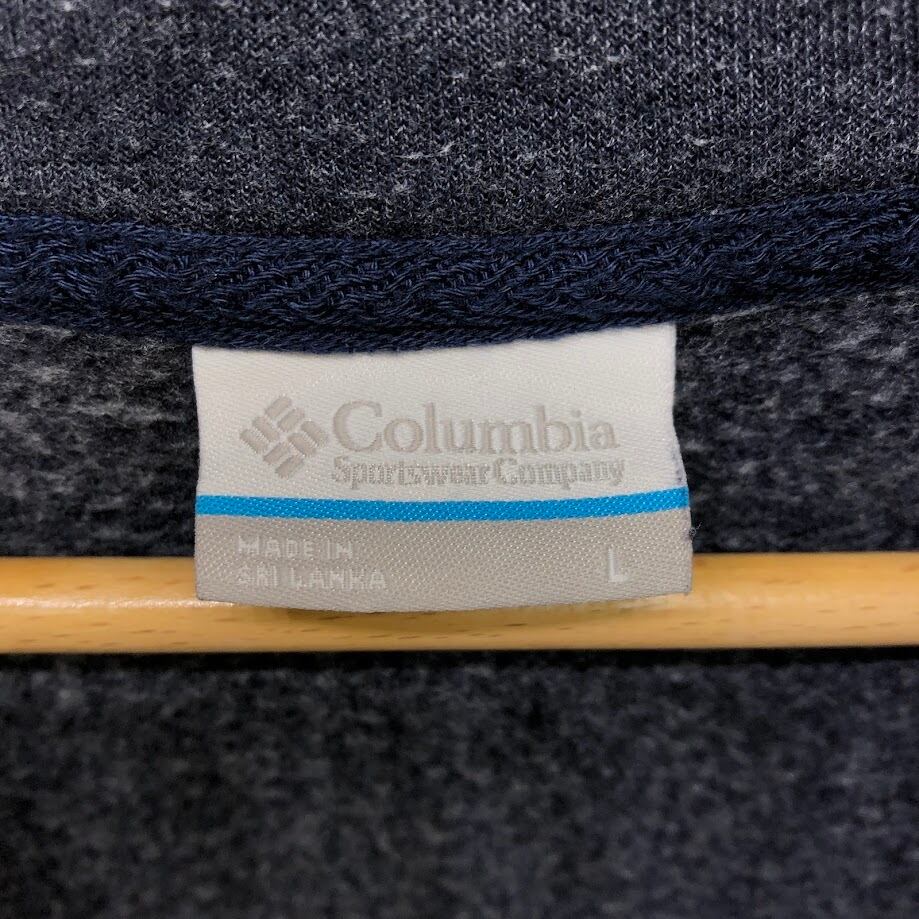 Columbia
Sportswear Company
MADE IN
SRI LANKA
L